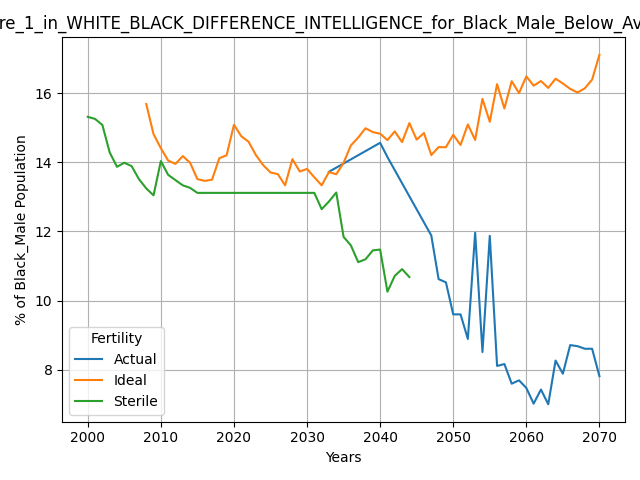 re_1_in_WHITE_BLACK_DIFFERENCE_INTELLIGENCE_for_Black_Male_Below_Av
% of Black_Male Population
16
14
12
10
8
Fertility
Actual
Ideal
Sterile
2000 2010 2020 2030 2040 2050 2060 2070
Years